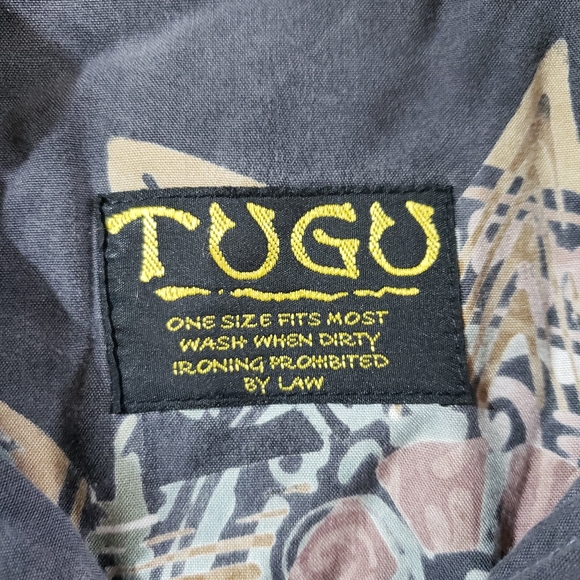 TUGU
ONE SIZE FITS MOST
WASH WHEN DIRTY
IRONING PROHIBITED
BY LAW